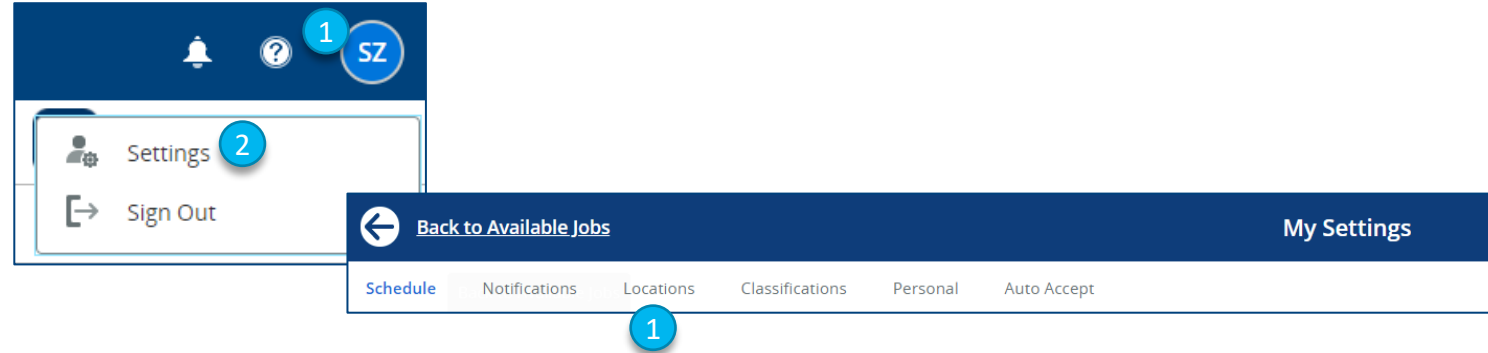 1
SZ
Settings
2
Sign Out
Back to Available Jobs
My Settings
Schedule Notifications Locations Classifications Personal Auto Accept
1